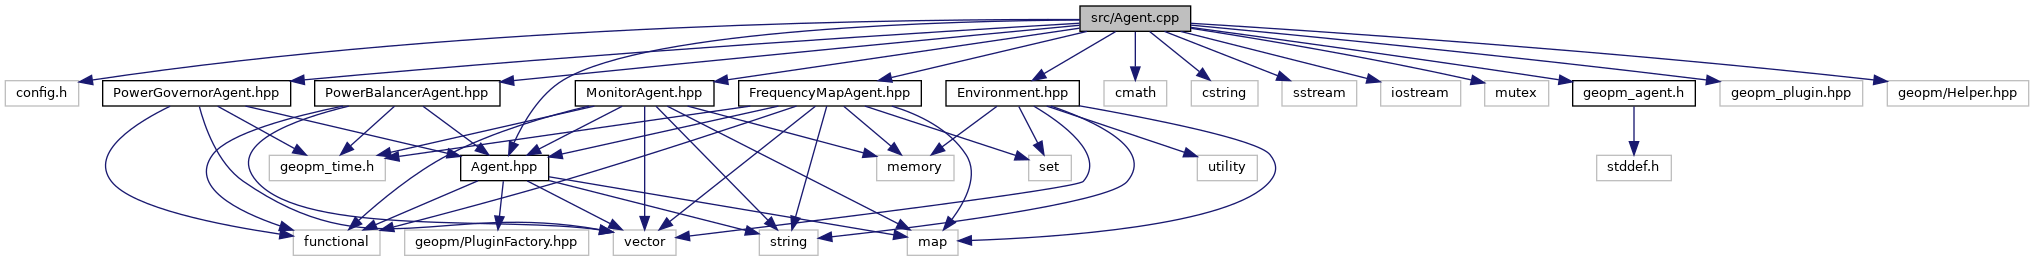 src/Agent.cpp
config.h
PowerGovernorAgent.hpp
PowerBalancerAgent.hpp
MonitorAgent.hpp
FrequencyMapAgent.hpp
Environment.hpp
cmath
cstring
sstream
iostream
mutex
geopm_agent.h
geopm_plugin.hpp
geopm/Helper.hpp
geopm_time.h
Agent.hpp
memory
set
utility
stddef.h
functional
geopm/PluginFactory.hpp
vector
string
map